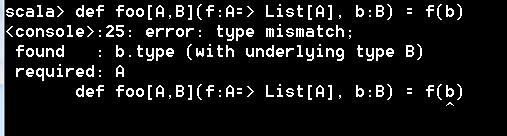 scala> def foo[A,B](f:A=> List[A], b:B) = f(b)
<console>:25: error: type mismatch;
 found   : b.type (with underlying type B)
 required: A
       def foo[A,B](f:A=> List[A], b:B) = f(b)
                                            ^